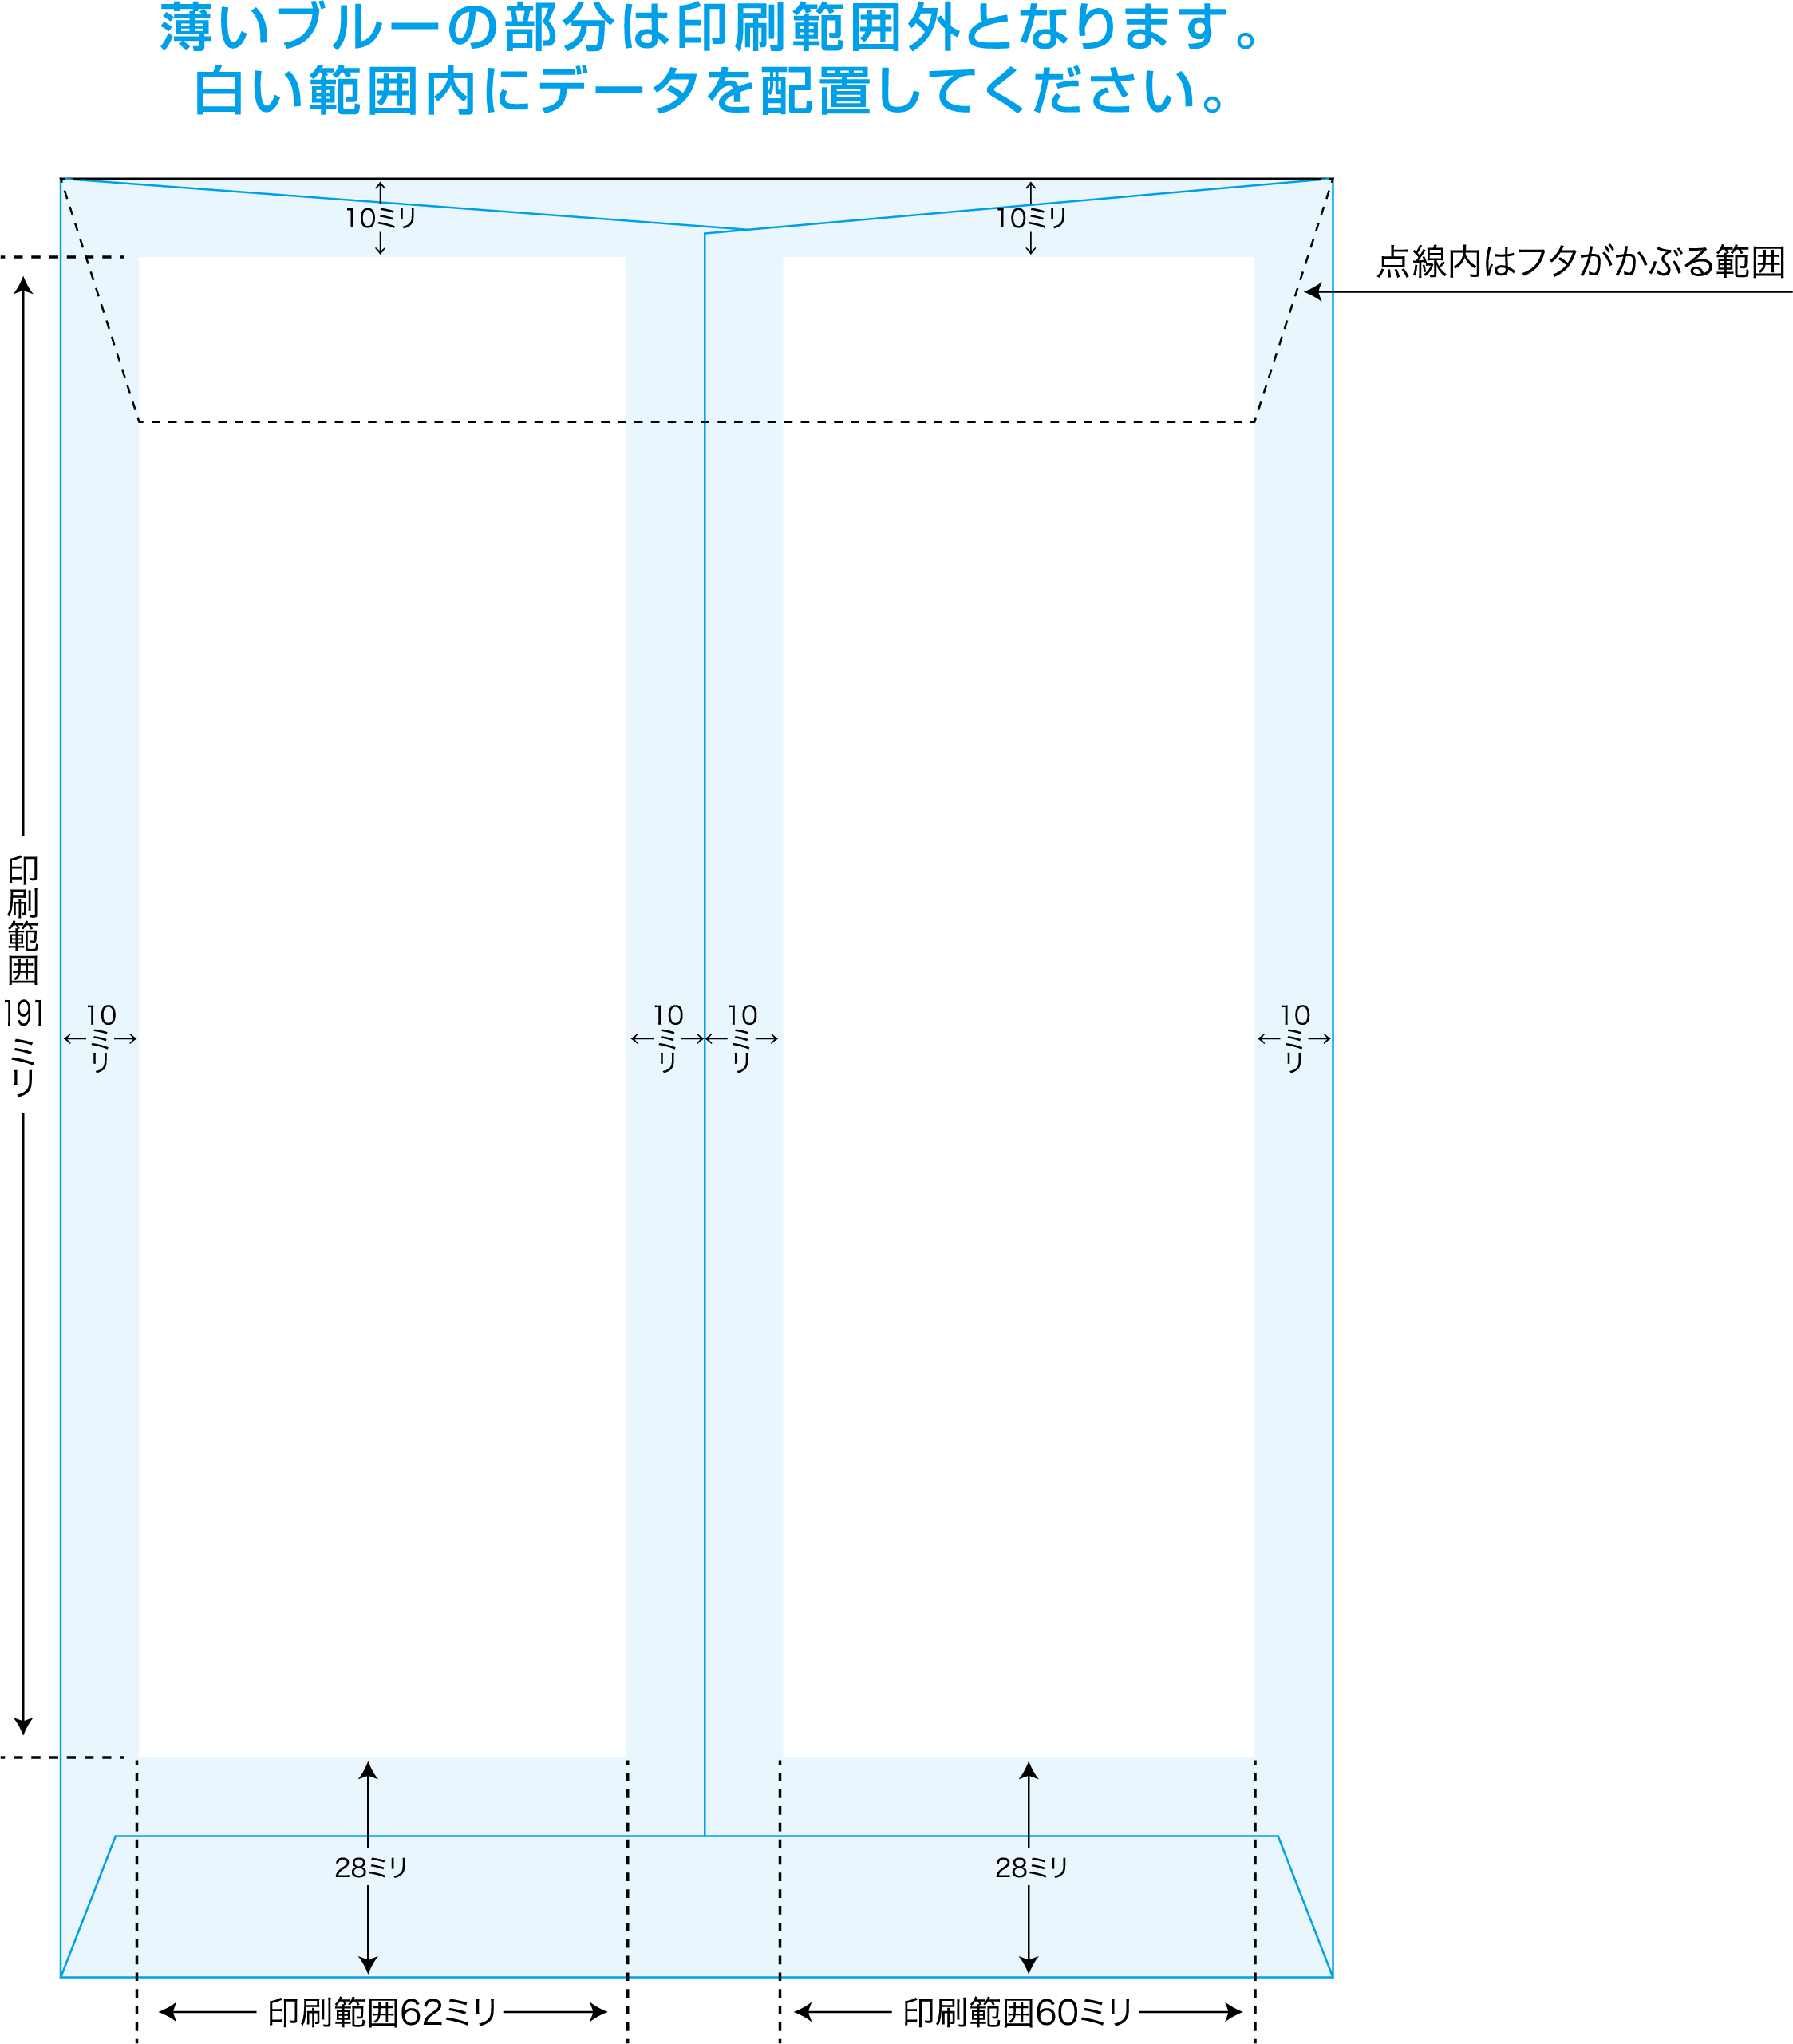 薄いブルーの部分は印刷範囲外となります。
白い範囲内にデータを配置してください。
10ミリ
10ミリ
点線内はフタがかぶる範囲
印刷範囲191ミリ
10ミリ
10ミリ
10ミリ
10ミリ
28ミリ
28ミリ
印刷範囲62ミリ
印刷範囲60ミリ